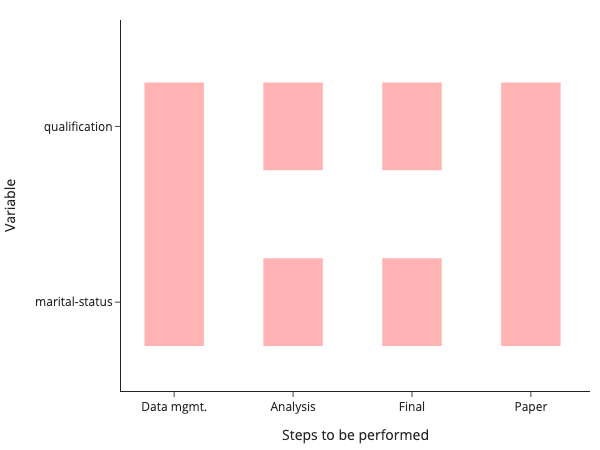 Variable
qualification
marital-status
Data mgmt.
Analysis
Final
Paper
Steps to be performed